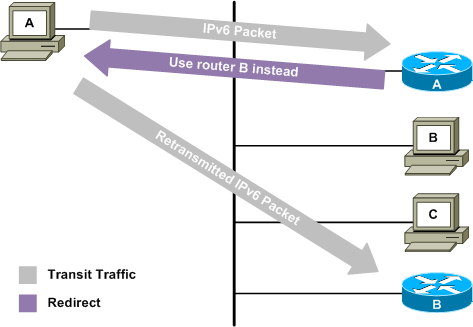 A
IPv6 Packet
Use router B instead
A
Retransmitted IPv6 Packet
B
C
B
Transit Traffic
Redirect